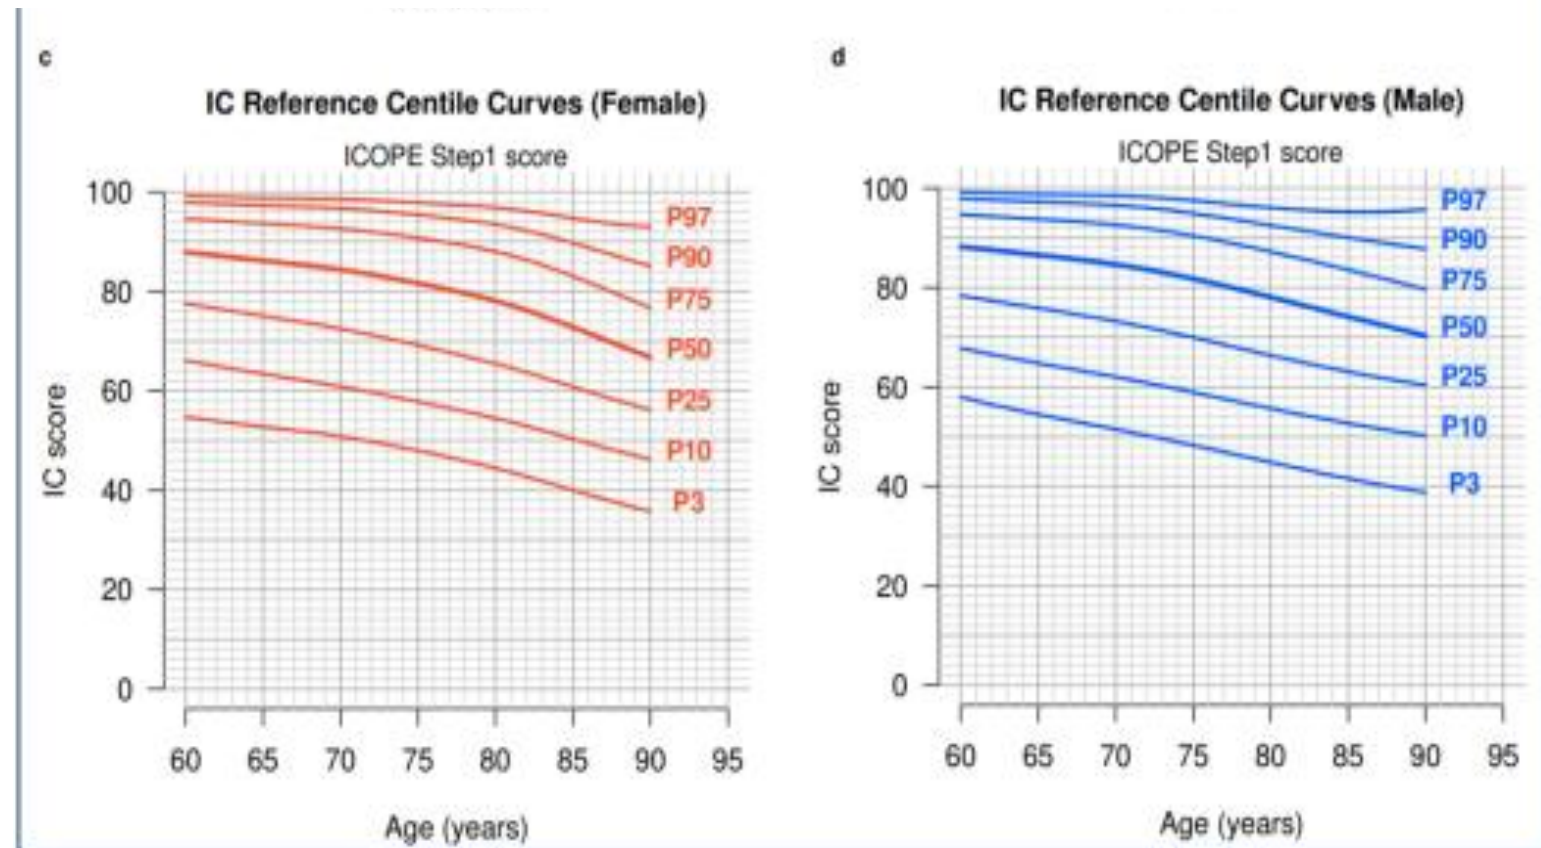 c
IC Reference Centile Curves (Female)
ICOPE Step1 score
100
80
60
40
20
0
IC score
P97
P90
P75
P50
P25
P10
P3
60 65 70 75 80 85 90 95
Age (years)
d
IC Reference Centile Curves (Male)
ICOPE Step1 score
100
80
60
40
20
0
IC score
P97
P90
P75
P50
P25
P10
P3
60 65 70 75 80 85 90 95
Age (years)